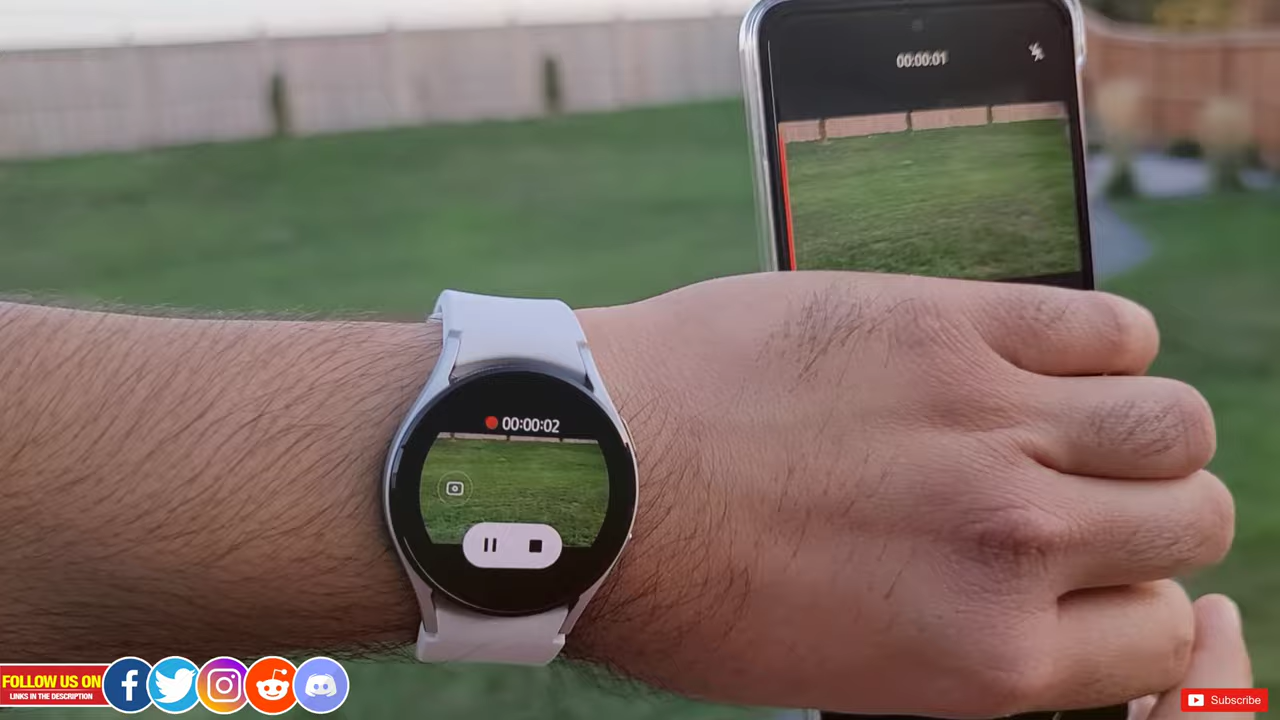 00:00:01
00:00:02
FOLLOW US ON
LINKS IN THE DESCRIPTION
Subscribe